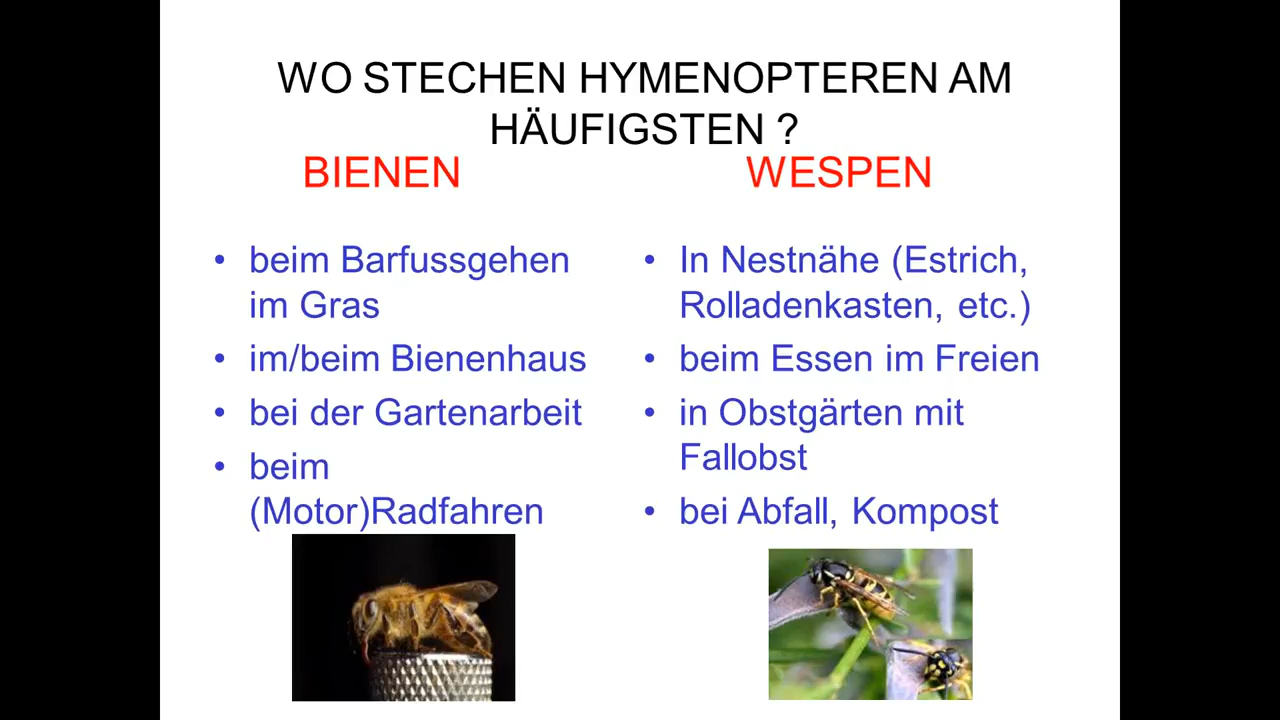 WO STECHEN HYMENOPTEREN AM
HÄUFIGSTEN ?
BIENEN
• beim Barfussgehen
im Gras
• im/beim Bienenhaus
• bei der Gartenarbeit
• beim
(Motor)Radfahren
WESPEN
• In Nestnähe (Estrich,
Rolladenkasten, etc.)
• beim Essen im Freien
• in Obstgärten mit
Fallobst
• bei Abfall, Kompost